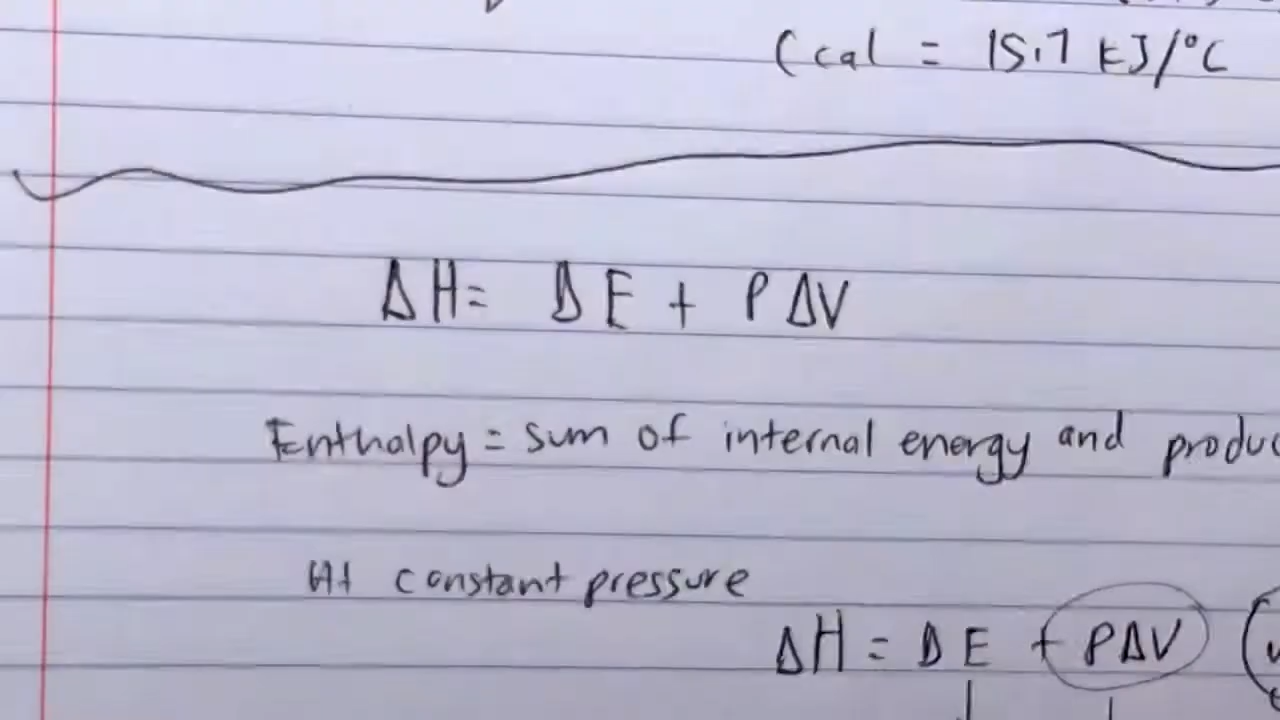 Ccal = 15.7 kJ/°C
ΔH = ΔE + PΔV
Enthalpy = sum of internal energy and produc
At constant pressure
ΔH = ΔE + PΔV